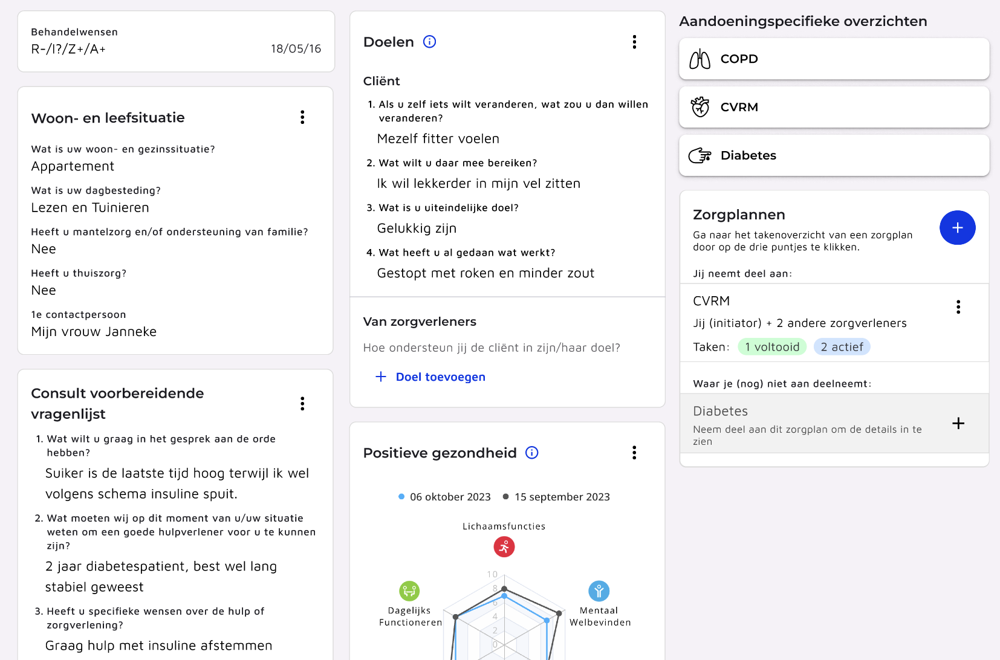 Behandelwensen
R-/I?/Z+/A+ 18/05/16
Woon- en leefsituatie
Wat is uw woon- en gezinssituatie?
Appartement
Wat is uw dagbesteding?
Lezen en Tuinieren
Heeft u mantelzorg en/of ondersteuning van familie?
Nee
Heeft u thuiszorg?
Nee
1e contactpersoon
Mijn vrouw Janneke
Consult voorbereidende
vragenlijst
1. Wat wilt u graag in het gesprek aan de orde
hebben?
Suiker is de laatste tijd hoog terwijl ik wel
volgens schema insuline spuit.
2. Wat moeten wij op dit moment van u/uw situatie
weten om een goede hulpverlener voor u te kunnen
zijn?
2 jaar diabetespatient, best wel lang
stabiel geweest
3. Heeft u specifieke wensen over de hulp of
zorgverlening?
Graag hulp met insuline afstemmen
Doelen
Cliënt
1. Als u zelf iets wilt veranderen, wat zou u dan willen
veranderen?
Mezelf fitter voelen
2. Wat wilt u daar mee bereiken?
Ik wil lekkerder in mijn vel zitten
3. Wat is u uiteindelijke doel?
Gelukkig zijn
4. Wat heeft u al gedaan wat werkt?
Gestopt met roken en minder zout
Van zorgverleners
Hoe ondersteun jij de cliënt in zijn/haar doel?
+ Doel toevoegen
Positieve gezondheid
06 oktober 2023 15 september 2023
Lichaamsfuncties
Dagelijks
Functioneren
Mentaal
Welbevinden
10
8
6
4
2
0
Aandoeningspecifieke overzichten
COPD
CVRM
Diabetes
Zorgplannen
Ga naar het takenoverzicht van een zorgplan
door op de drie puntjes te klikken.
Jij neemt deel aan:
CVRM
Jij (initiator) + 2 andere zorgverleners
Taken: 1 voltooid 2 actief
Waar je (nog) niet aan deelneemt:
Diabetes
Neem deel aan dit zorgplan om de details in te
zien